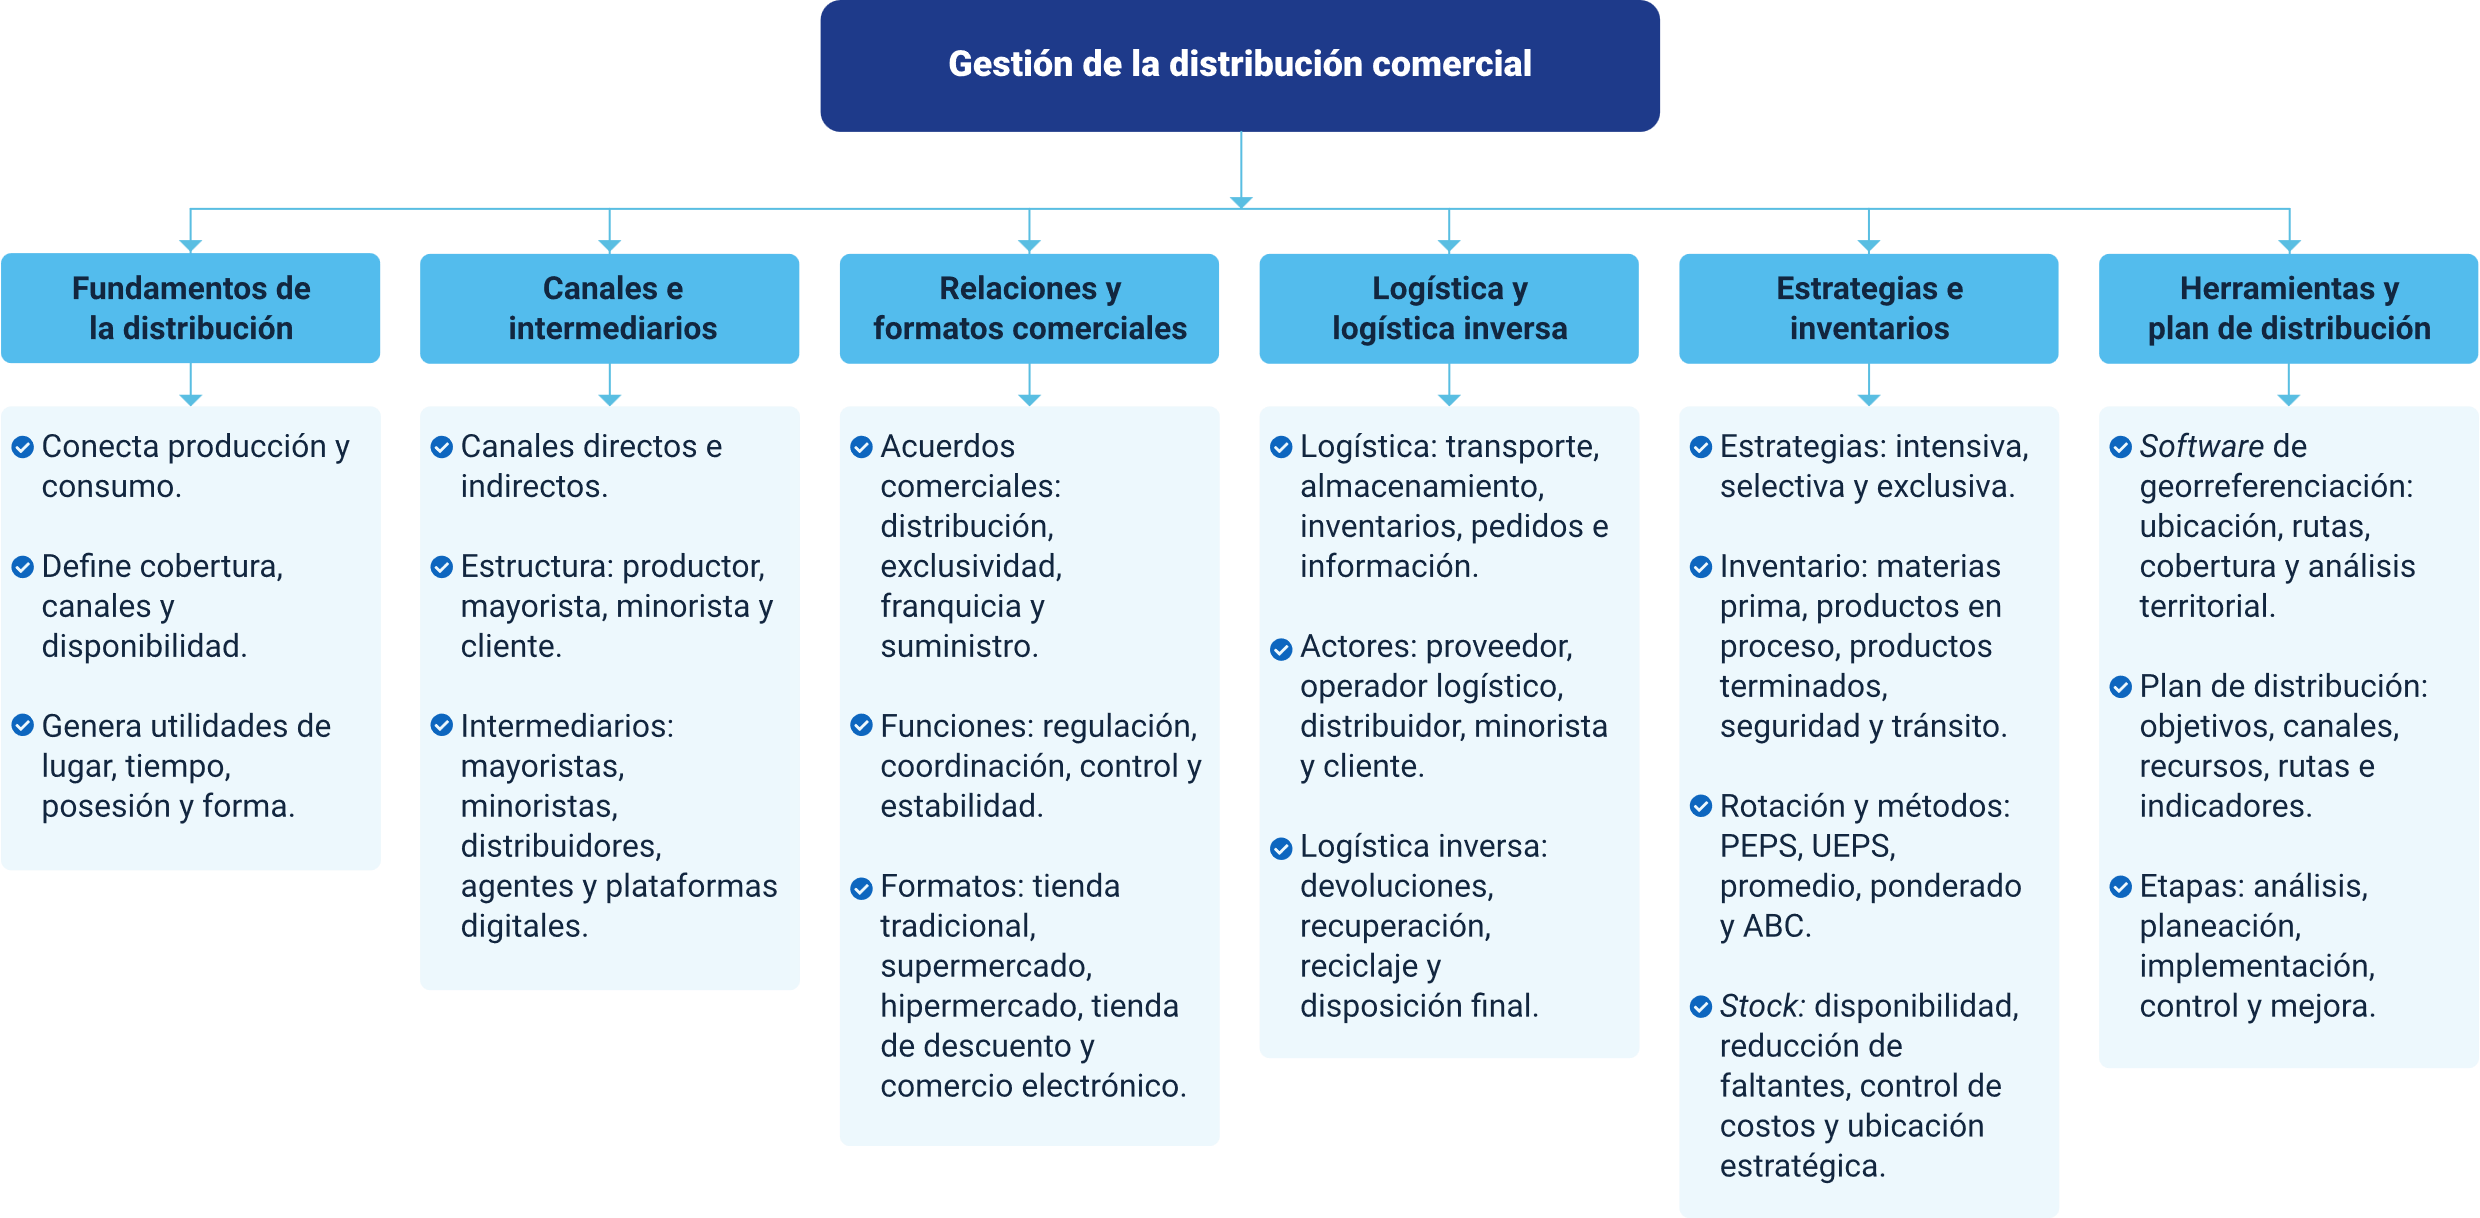 Gestión de la distribución comercial
Fundamentos de
la distribución
Conecta producción y
consumo.
Define cobertura,
canales y
disponibilidad.
Genera utilidades de
lugar, tiempo,
posesión y forma.
Canales e
intermediarios
Canales directos e
indirectos.
Estructura: productor,
mayorista, minorista y
cliente.
Intermediarios:
mayoristas,
minoristas,
distribuidores,
agentes y plataformas
digitales.
Relaciones y
formatos comerciales
Acuerdos
comerciales:
distribución,
exclusividad,
franquicia y
suministro.
Funciones: regulación,
coordinación, control y
estabilidad.
Formatos: tienda
tradicional,
supermercado,
hipermercado, tienda
de descuento y
comercio electrónico.
Logística y
logística inversa
Logística: transporte,
almacenamiento,
inventarios, pedidos e
información.
Actores: proveedor,
operador logístico,
distribuidor, minorista
y cliente.
Logística inversa:
devoluciones,
recuperación,
reciclaje y
disposición final.
Estrategias e
inventarios
Estrategias: intensiva,
selectiva y exclusiva.
Inventario: materias
prima, productos en
proceso, productos
terminados,
seguridad y tránsito.
Rotación y métodos:
PEPS, UEPS,
promedio, ponderado
y ABC.
Stock: disponibilidad,
reducción de
faltantes, control de
costos y ubicación
estratégica.
Herramientas y
plan de distribución
Software de
georreferenciación:
ubicación, rutas,
cobertura y análisis
territorial.
Plan de distribución:
objetivos, canales,
recursos, rutas e
indicadores.
Etapas: análisis,
planeación,
implementación,
control y mejora.